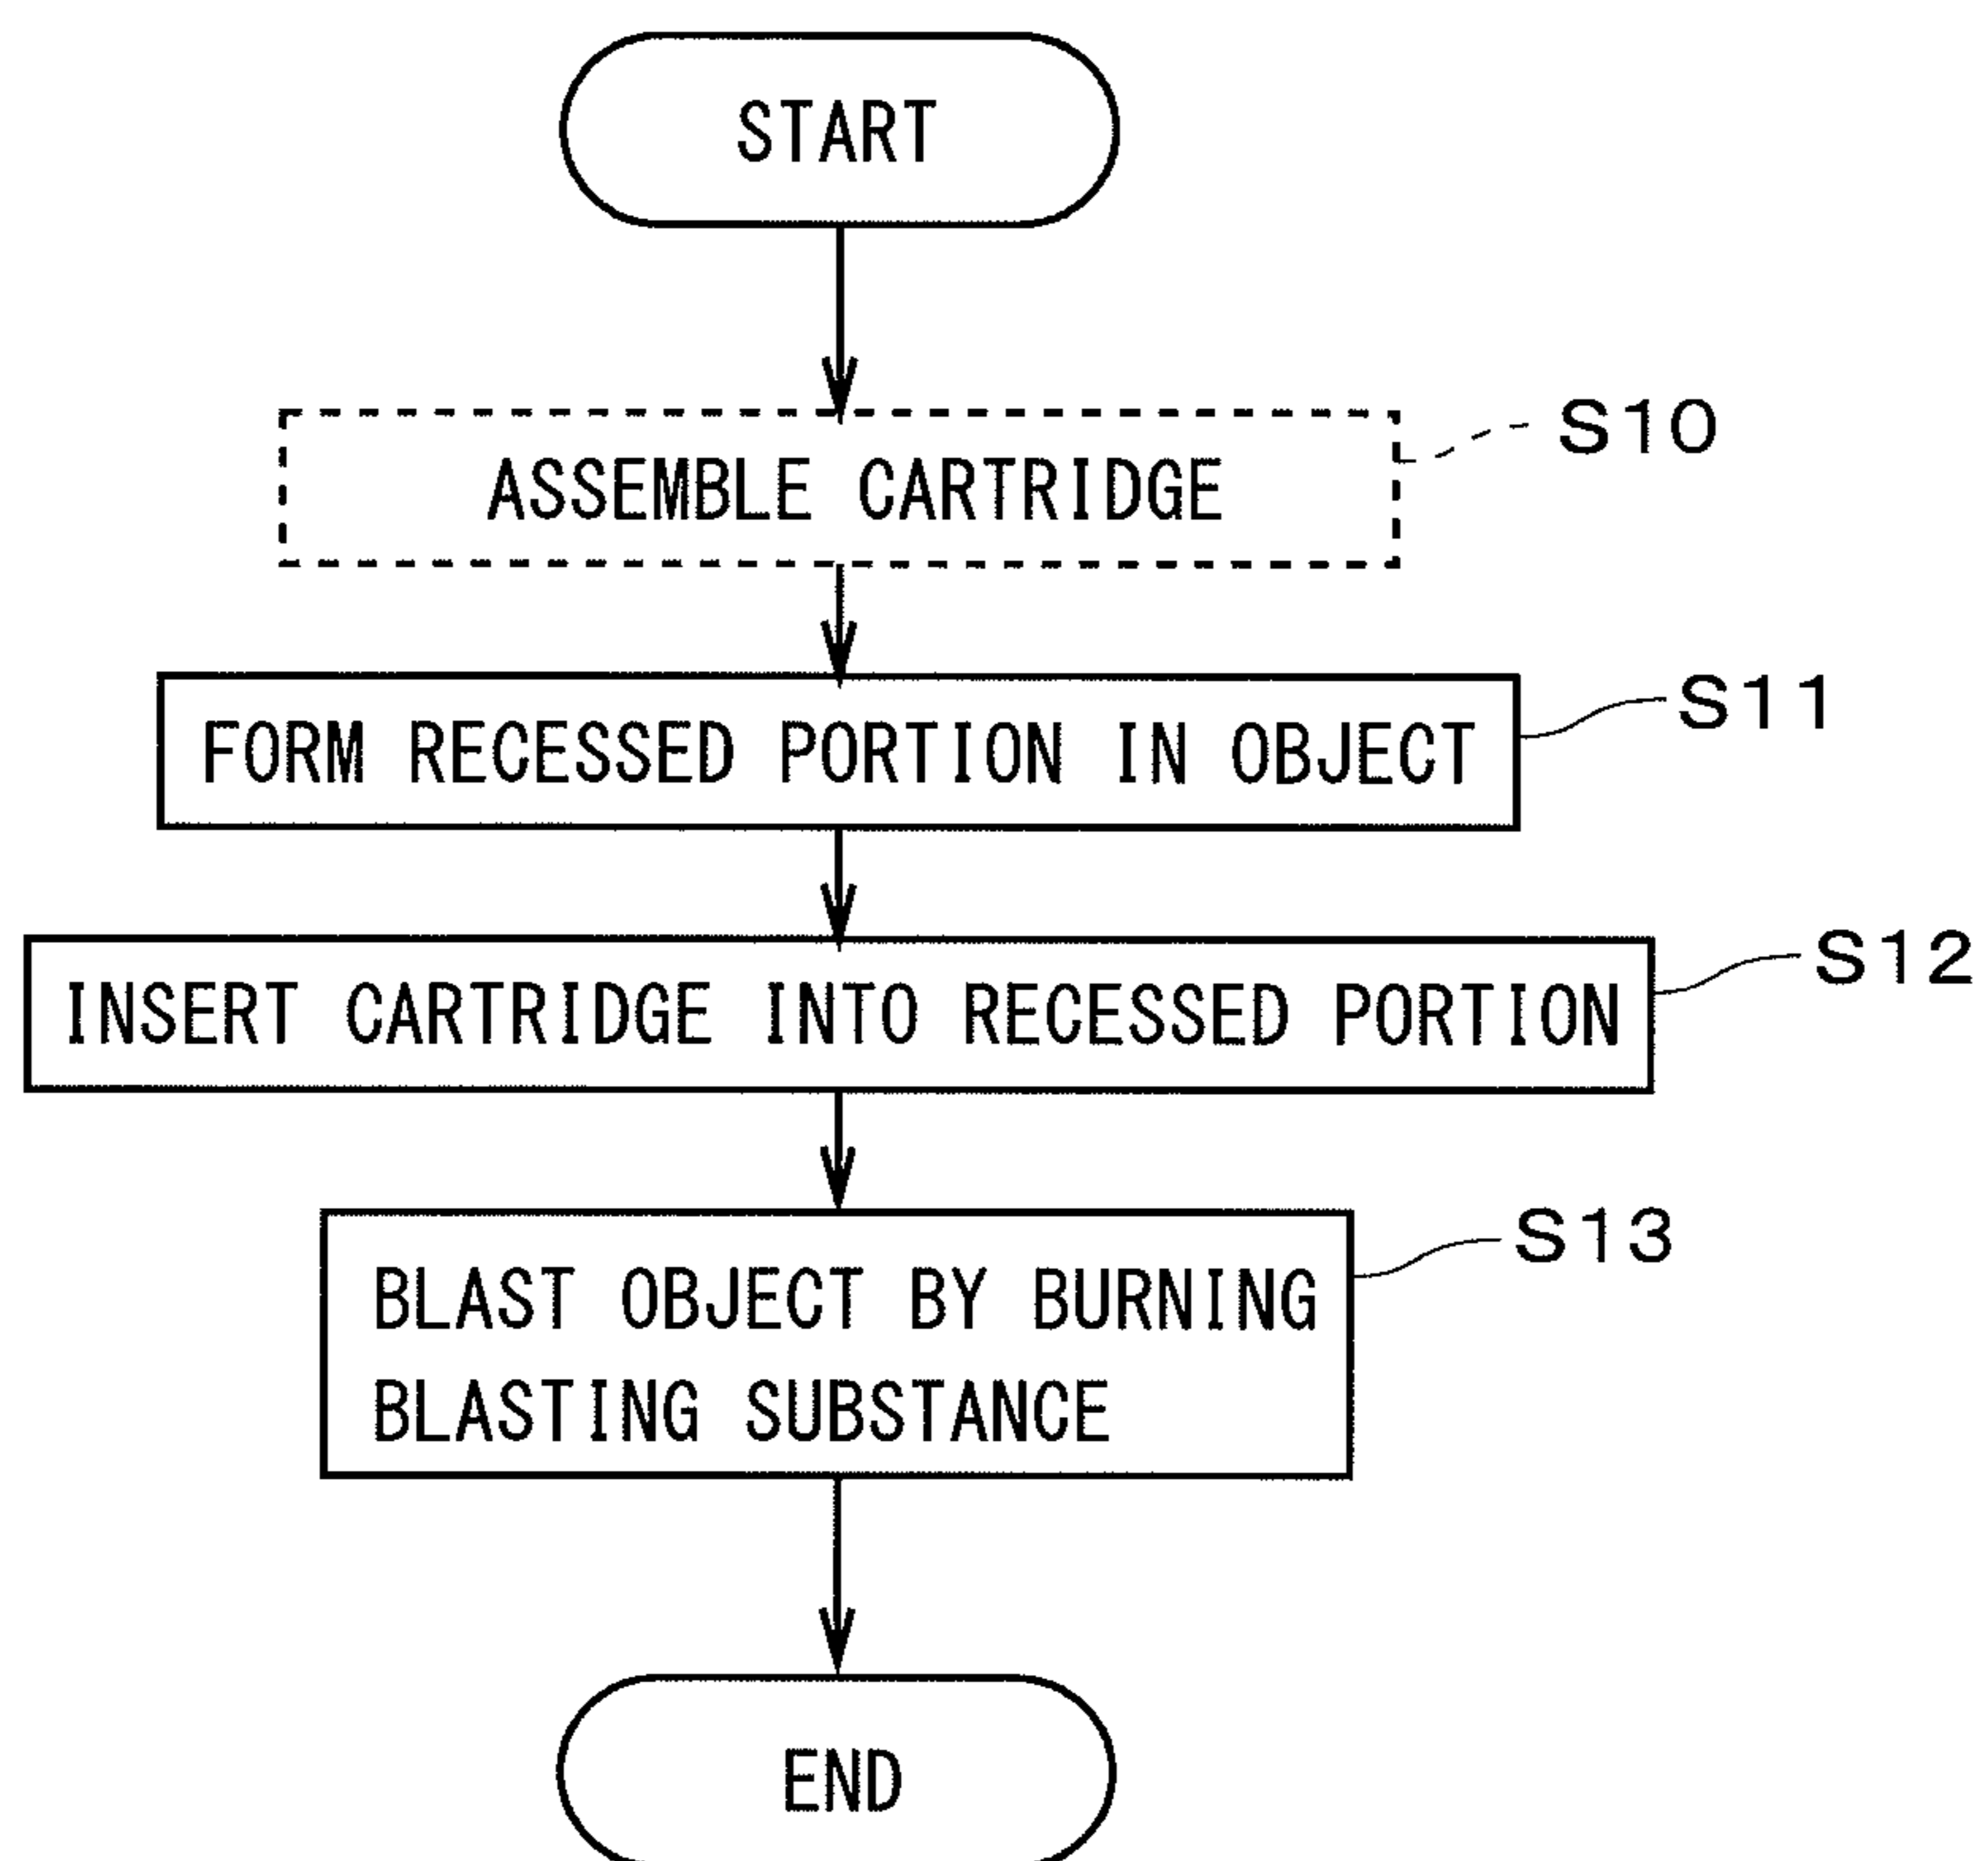 START
ASSEMBLE CARTRIDGE
S10
FORM RECESSED PORTION IN OBJECT
S11
INSERT CARTRIDGE INTO RECESSED PORTION
S12
BLAST OBJECT BY BURNING
BLASTING SUBSTANCE
S13
END